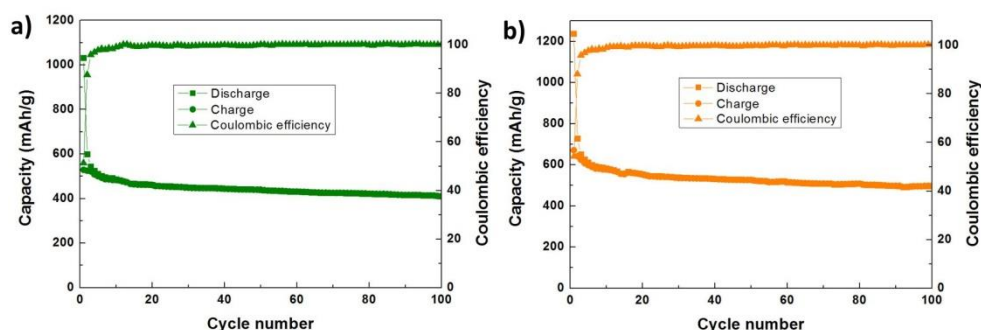 a)
Capacity (mAh/g)
1200
1000
800
600
400
200
0
Discharge
Charge
Coulombic efficiency
100
80
60
40
20
0
Coulombic efficiency
0 20 40 60 80 100
Cycle number
b)
Capacity (mAh/g)
1200
1000
800
600
400
200
0
Discharge
Charge
Coulombic efficiency
100
80
60
40
20
0
Coulombic efficiency
0 20 40 60 80 100
Cycle number